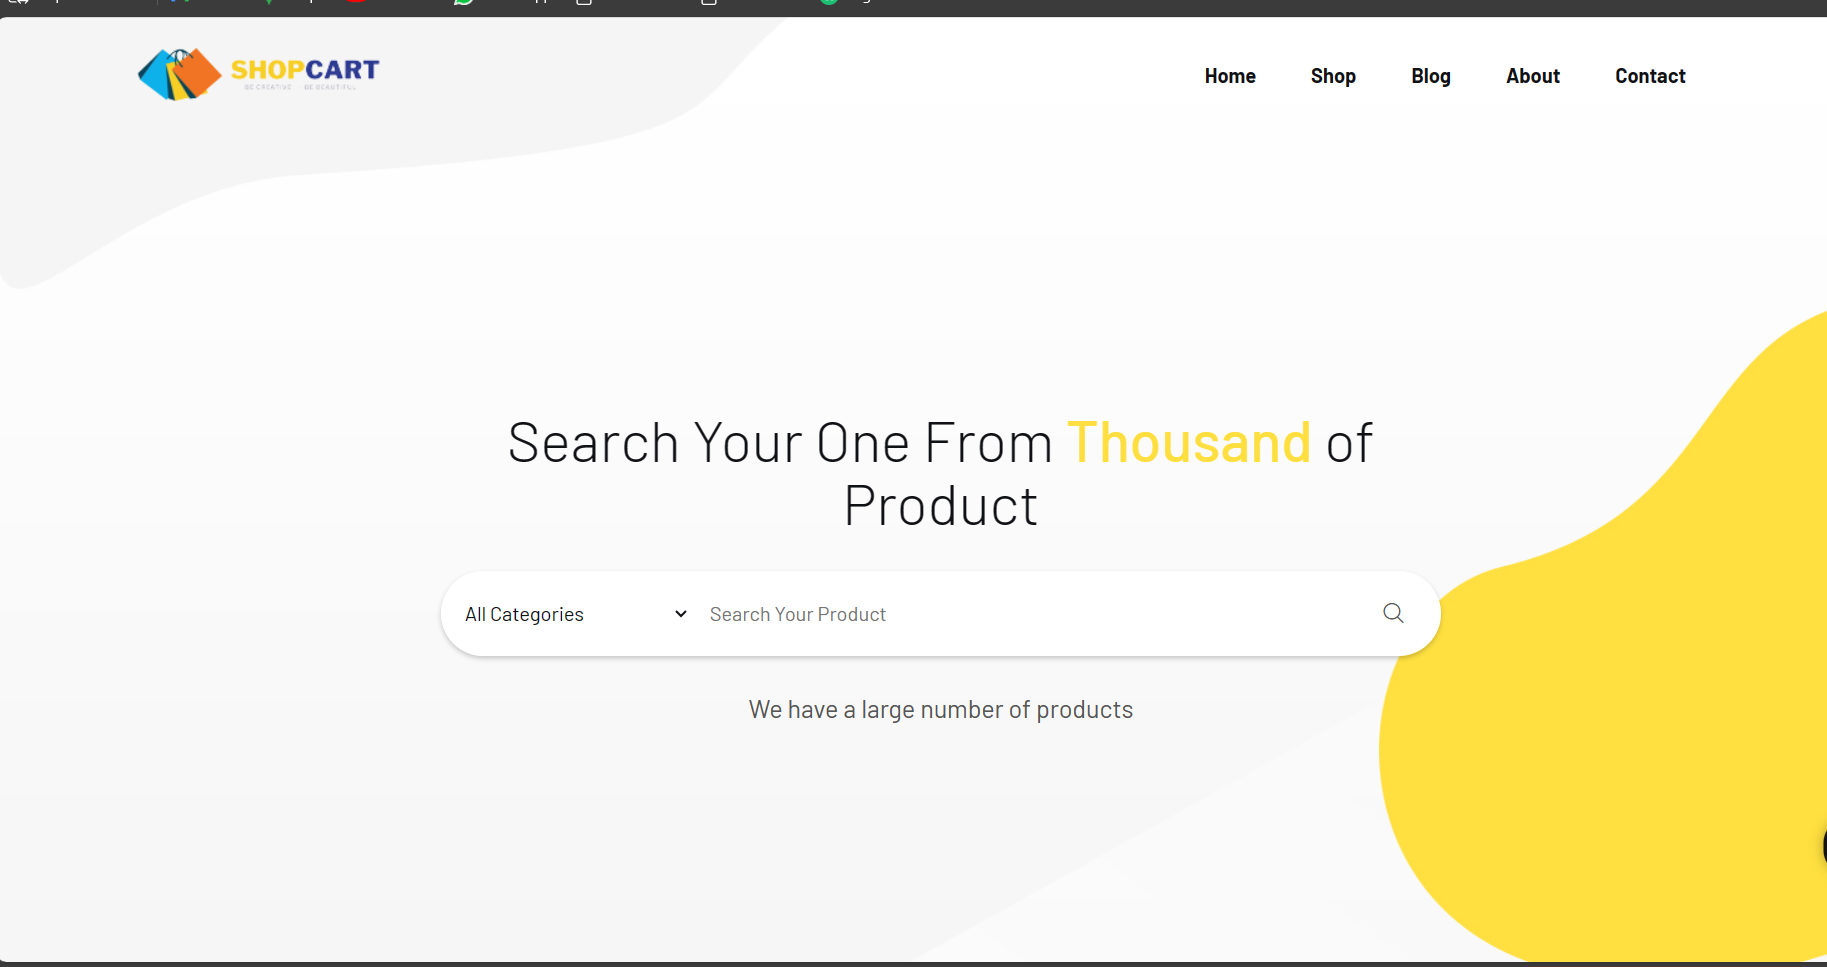 SHOPCART
BE CREATIVE BE BEAUTIFUL
Home Shop Blog About Contact
Search Your One From Thousand of
Product
All Categories Search Your Product
We have a large number of products